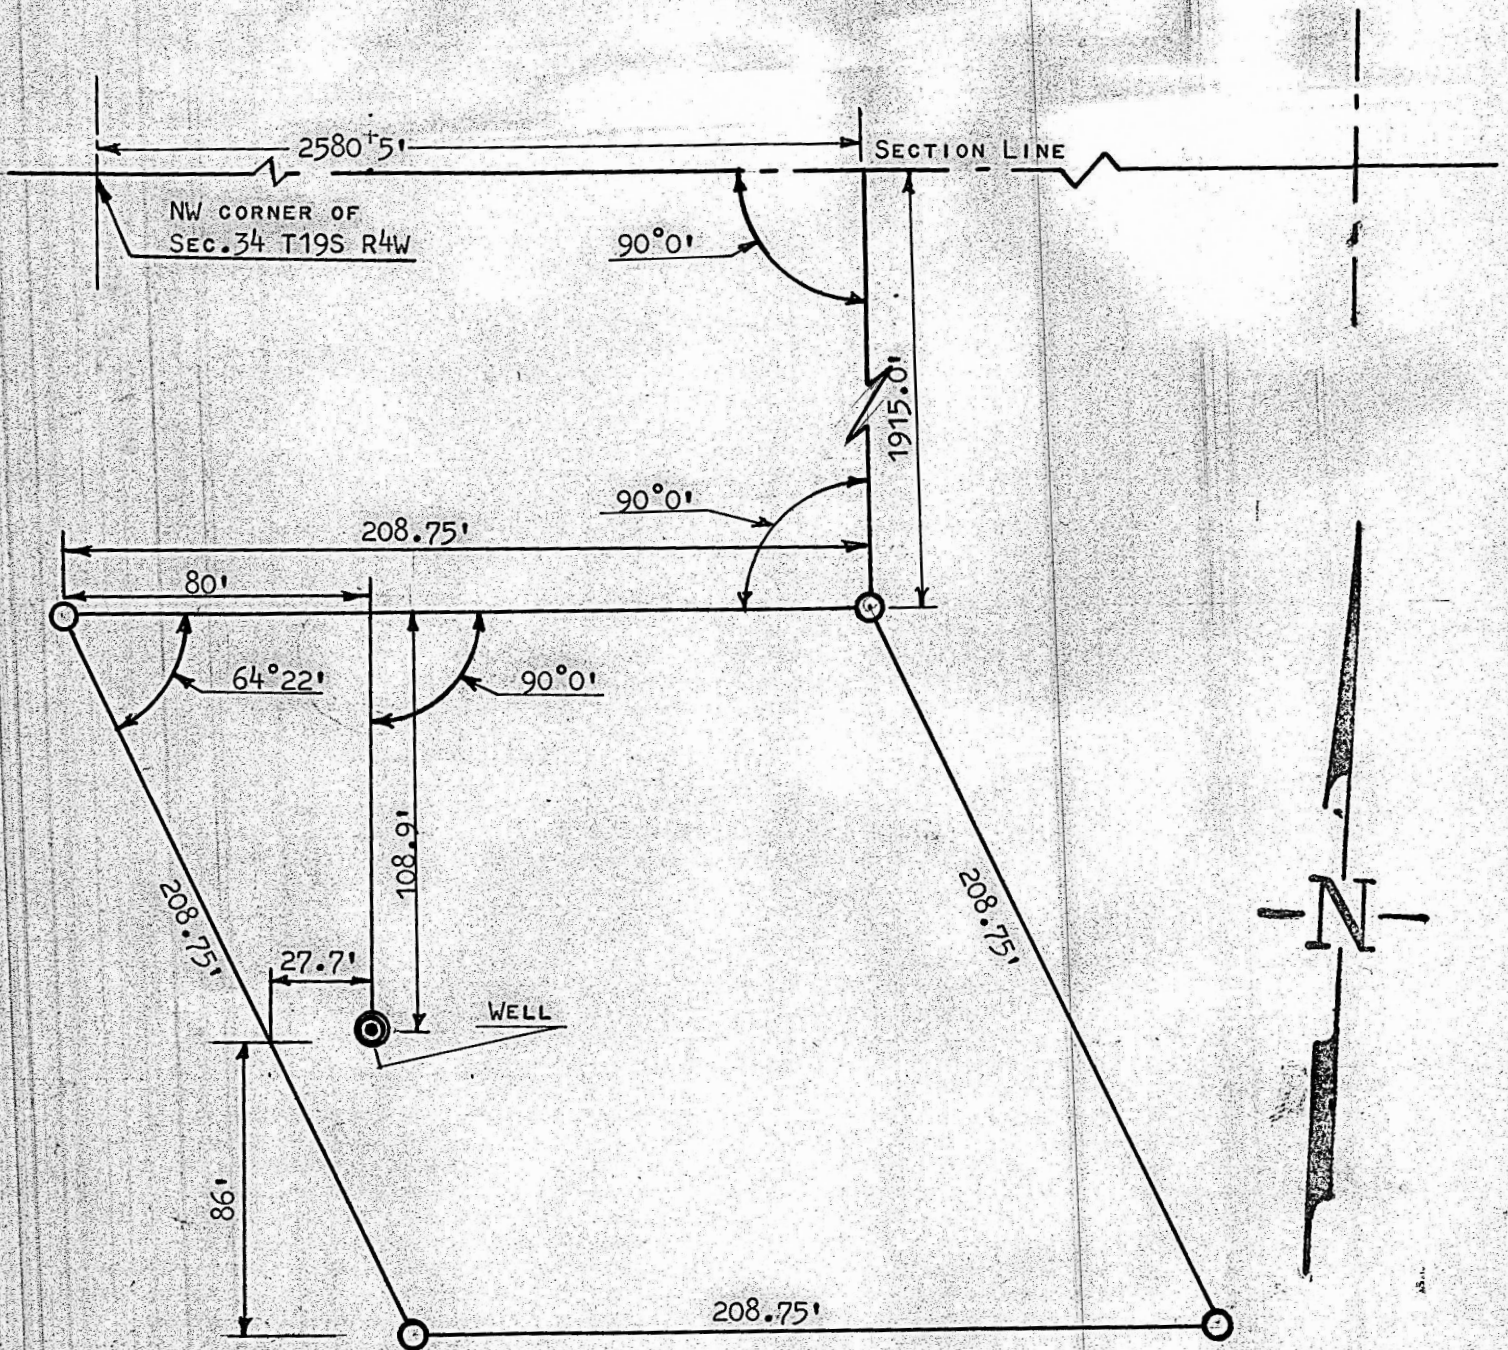 2580±5'
SECTION LINE
NW CORNER OF
SEC.34 T19S R4W
90°0'
1915.0'
90°0'
208.75'
80'
64°22'
90°0'
108.9'
208.75'
208.75'
27.7'
WELL
N
86'
208.75'